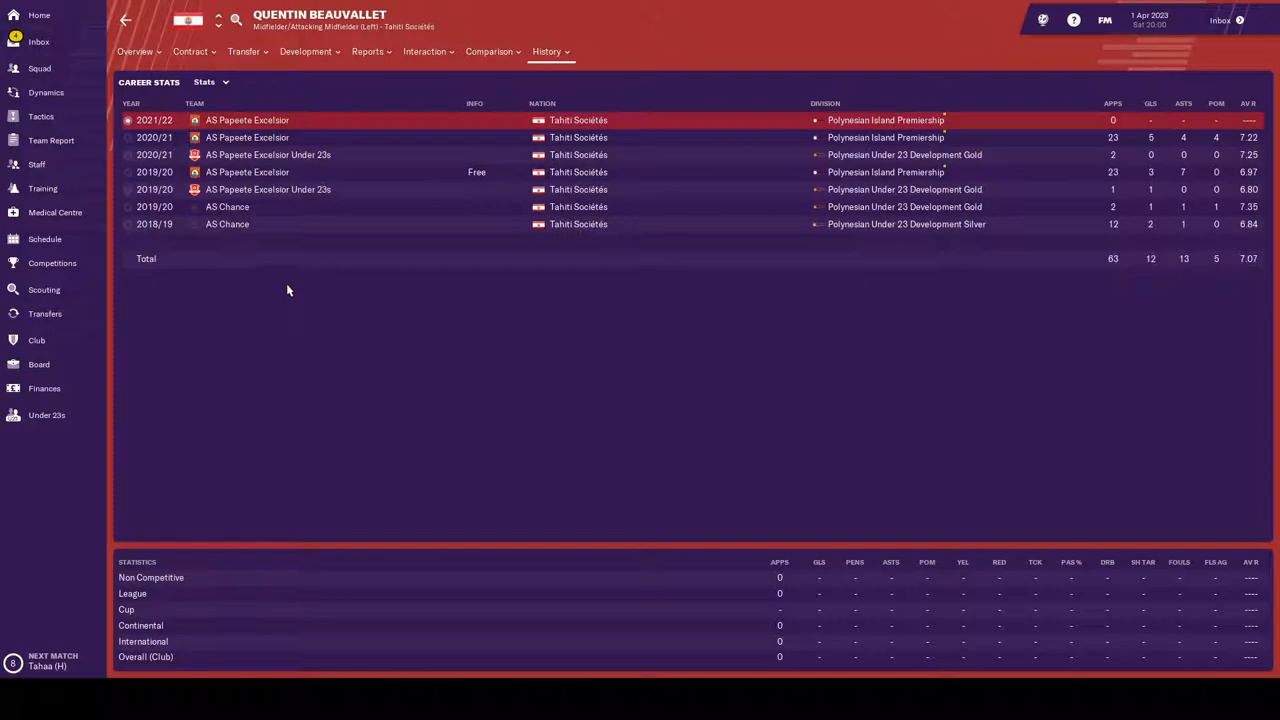 QUENTIN BEAUVALLET
Midfielder/Attacking Midfielder (Left) - Tahiti Sociétés
FM
1 Apr 2023
Sat 20:00
Inbox
4
Home
Inbox
Squad
Dynamics
Tactics
Team Report
Staff
Training
Medical Centre
Schedule
Competitions
Scouting
Transfers
Club
Board
Finances
Under 23s
8
NEXT MATCH
Tahaa (H)
Overview Contract Transfer Development Reports Interaction Comparison History
CAREER STATS Stats
YEAR TEAM INFO NATION DIVISION APPS GLS ASTS POM AV R
2021/22 AS Papeete Excelsior Tahiti Sociétés Polynesian Island Premiership 0 - - - ----
2020/21 AS Papeete Excelsior Tahiti Sociétés Polynesian Island Premiership 23 5 4 4 7.22
2020/21 AS Papeete Excelsior Under 23s Tahiti Sociétés Polynesian Under 23 Development Gold 2 0 0 0 7.25
2019/20 AS Papeete Excelsior Free Tahiti Sociétés Polynesian Island Premiership 23 3 7 0 6.97
2019/20 AS Papeete Excelsior Under 23s Tahiti Sociétés Polynesian Under 23 Development Gold 1 1 0 0 6.80
2019/20 AS Chance Tahiti Sociétés Polynesian Under 23 Development Gold 2 1 1 1 7.35
2018/19 AS Chance Tahiti Sociétés Polynesian Under 23 Development Silver 12 2 1 0 6.84
Total 63 12 13 5 7.07
STATISTICS APPS GLS PENS ASTS POM YEL RED TCK PAS % DRB SH TAR FOULS FLS AG AV R
Non Competitive 0 - - - - - - - - - - - - ----
League 0 - - - - - - - - - - - - ----
Cup - - - - - - - - - - - - - ----
Continental 0 - - - - - - - - - - - - ----
International 0 - - - - - - - - - - - - ----
Overall (Club) 0 - - - - - - - - - - - - ----